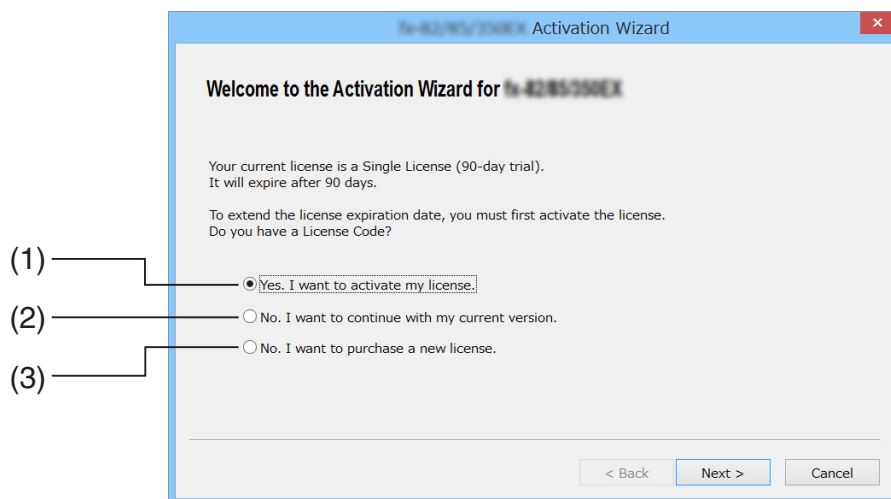 Activation Wizard
Welcome to the Activation Wizard for
Your current license is a Single License (90-day trial).
It will expire after 90 days.
To extend the license expiration date, you must first activate the license.
Do you have a License Code?
(1)
Yes. I want to activate my license.
(2)
No. I want to continue with my current version.
(3)
No. I want to purchase a new license.
< Back
Next >
Cancel